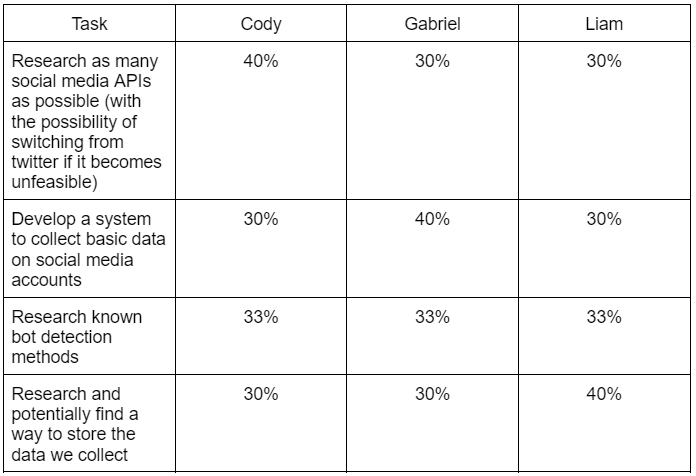 Task Cody Gabriel Liam
Research as many 40% 30% 30%
social media APIs
as possible (with
the possibility of
switching from
twitter if it becomes
unfeasible)
Develop a system 30% 40% 30%
to collect basic data
on social media
accounts
Research known 33% 33% 33%
bot detection
methods
Research and 30% 30% 40%
potentially find a
way to store the
data we collect